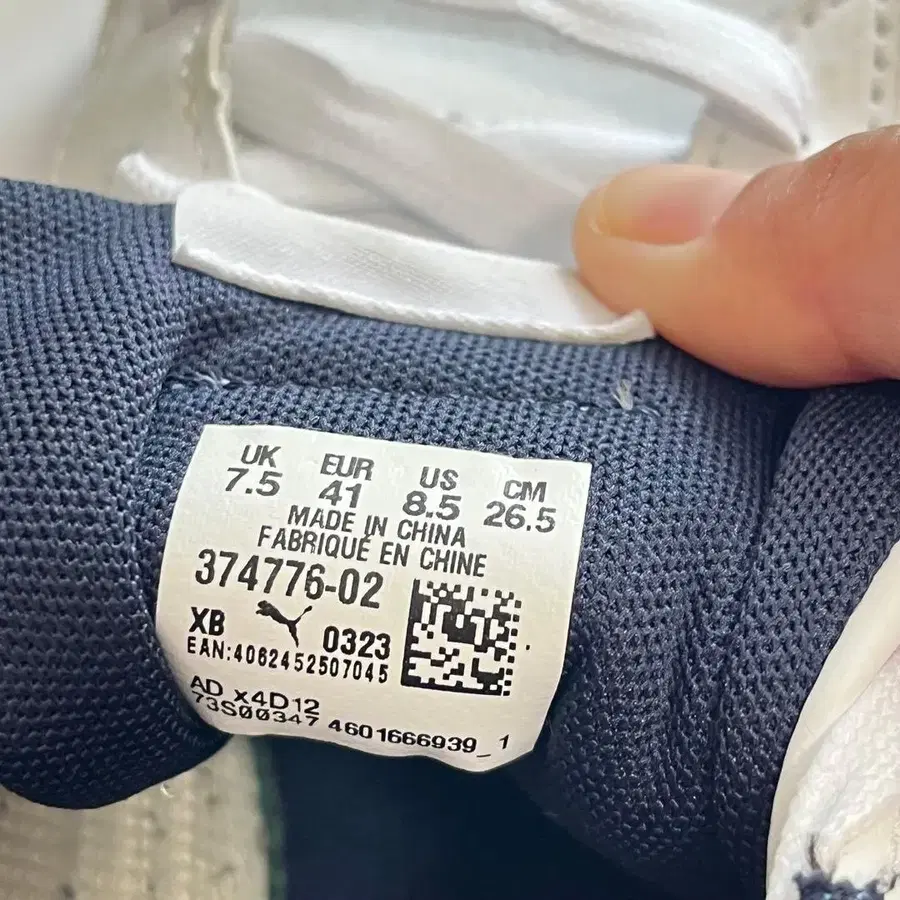 UK EUR US CM
7.5 41 8.5 26.5
MADE IN CHINA
FABRIQUÉ EN CHINE
374776-02
XB 0323
EAN:4062452507045
AD x4D12
73S00347 4601666939_1